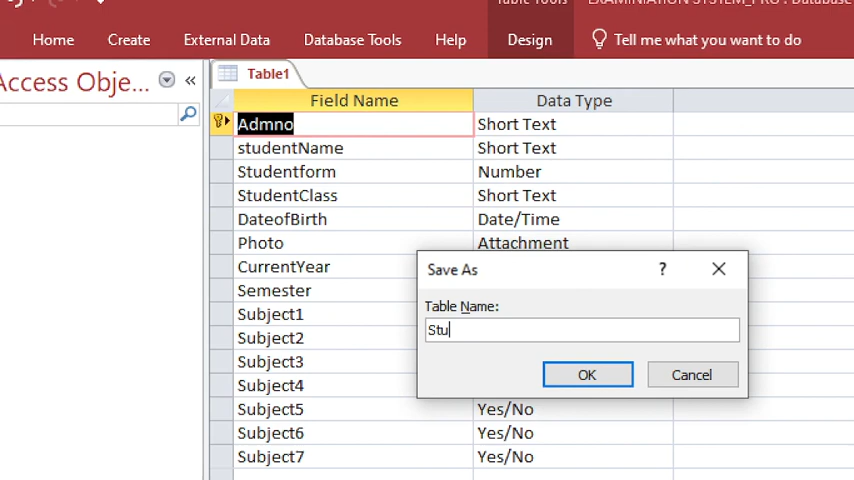 Table Tools
EXAMINIATION SYSTEM_PRO : Database
Home Create External Data Database Tools Help Design Tell me what you want to do
Access Obje... «
Table1
Field Name Data Type
Admno Short Text
studentName Short Text
Studentform Number
StudentClass Short Text
DateofBirth Date/Time
Photo Attachment
CurrentYear
Semester
Subject1
Subject2
Subject3
Subject4
Subject5 Yes/No
Subject6 Yes/No
Subject7 Yes/No
Save As ?
Table Name:
Stu
OK Cancel